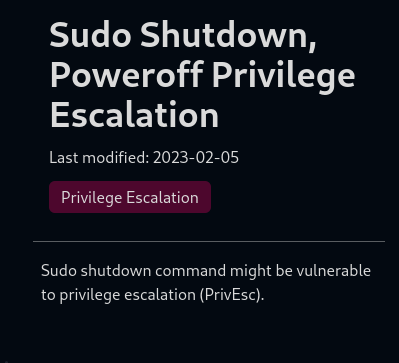 Sudo Shutdown,
Poweroff Privilege
Escalation
Last modified: 2023-02-05
Privilege Escalation
Sudo shutdown command might be vulnerable
to privilege escalation (PrivEsc).